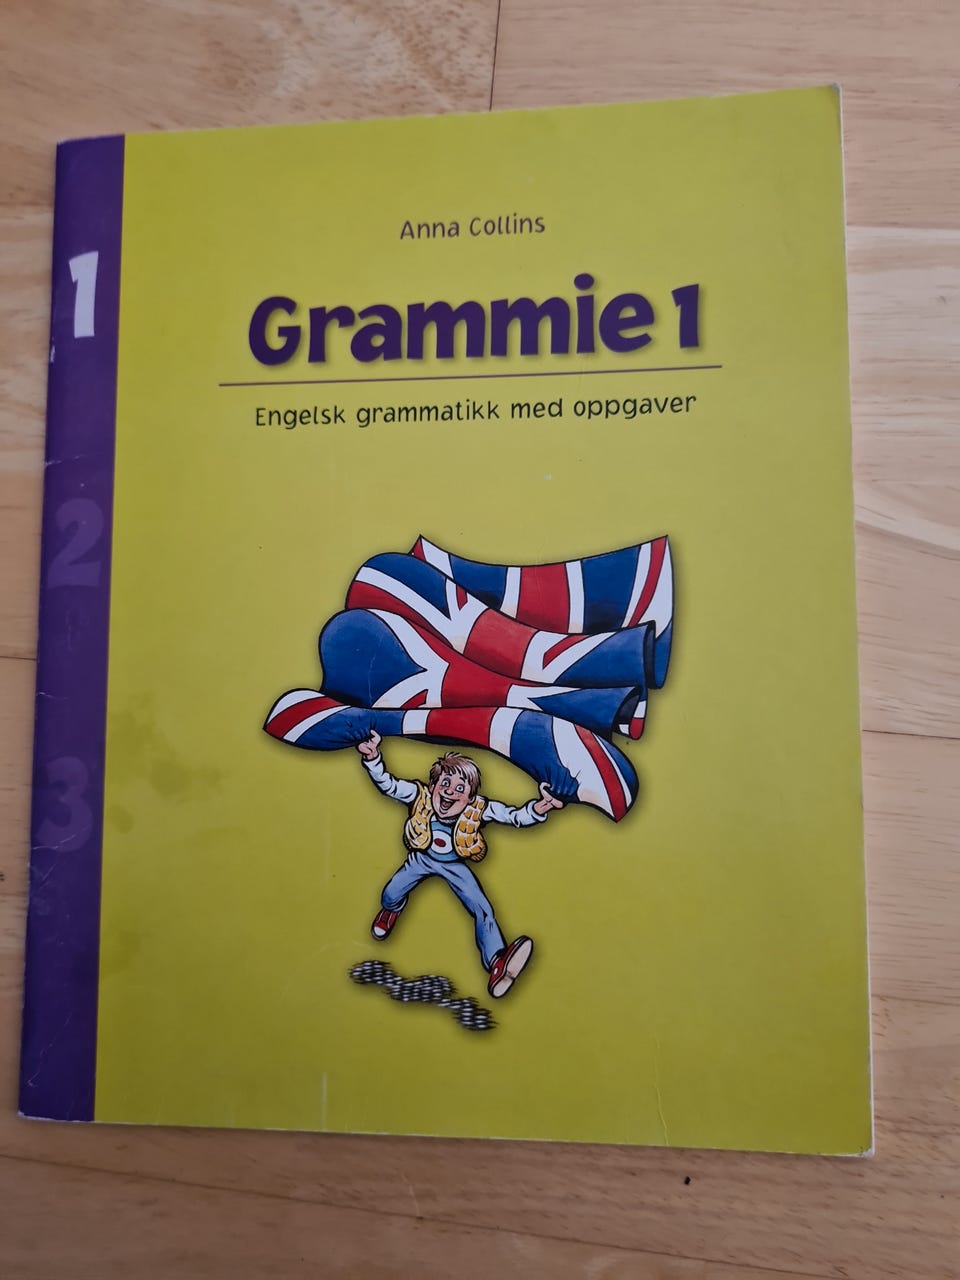 Anna Collins
Grammie 1
Engelsk grammatikk med oppgaver
1
2
3